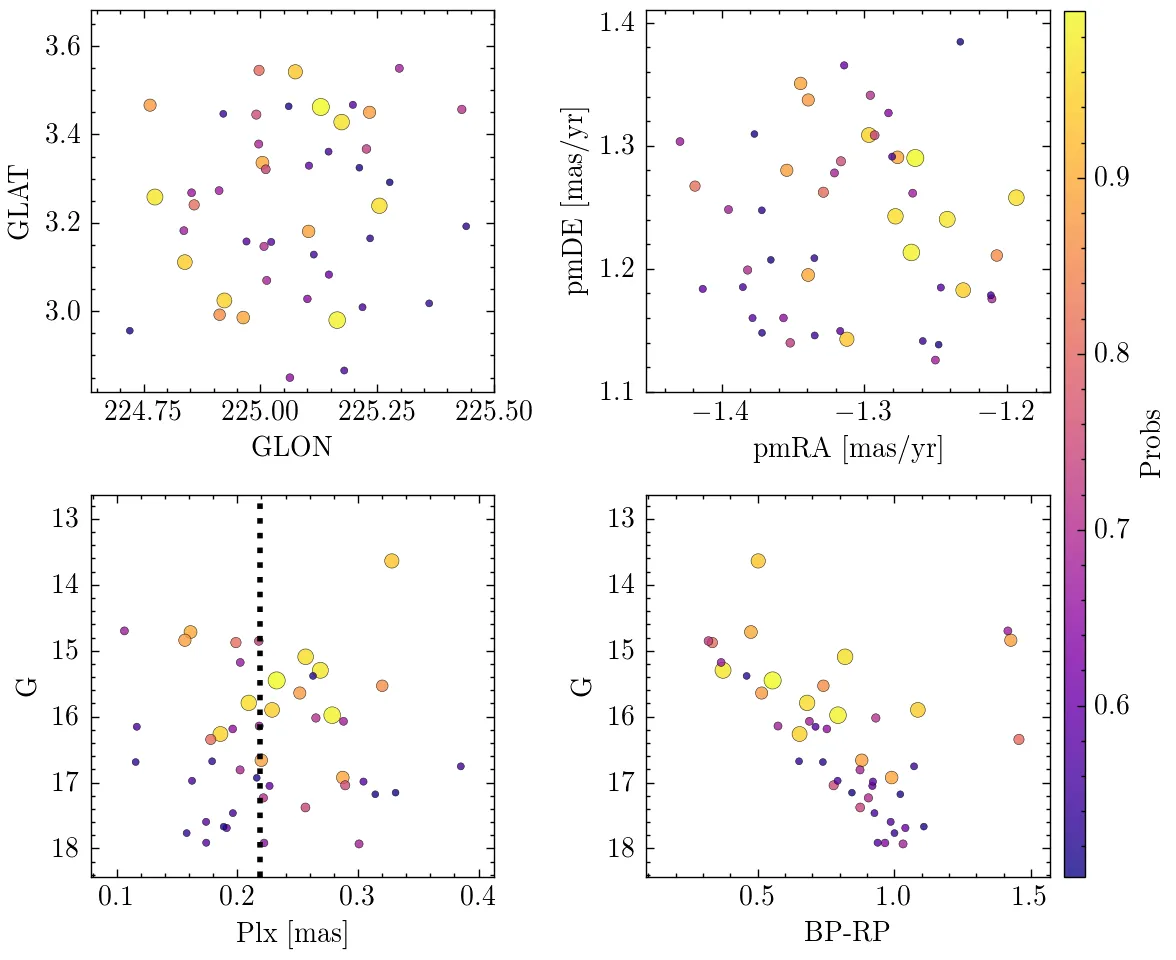 3.6
3.4
3.2
3.0
GLAT
224.75 225.00 225.25 225.50
GLON
1.4
1.3
1.2
1.1
pmDE [mas/yr]
−1.4 −1.3 −1.2
pmRA [mas/yr]
0.9
0.8
0.7
0.6
Probs
13
14
15
16
17
18
G
0.1 0.2 0.3 0.4
Plx [mas]
13
14
15
16
17
18
G
0.5 1.0 1.5
BP-RP